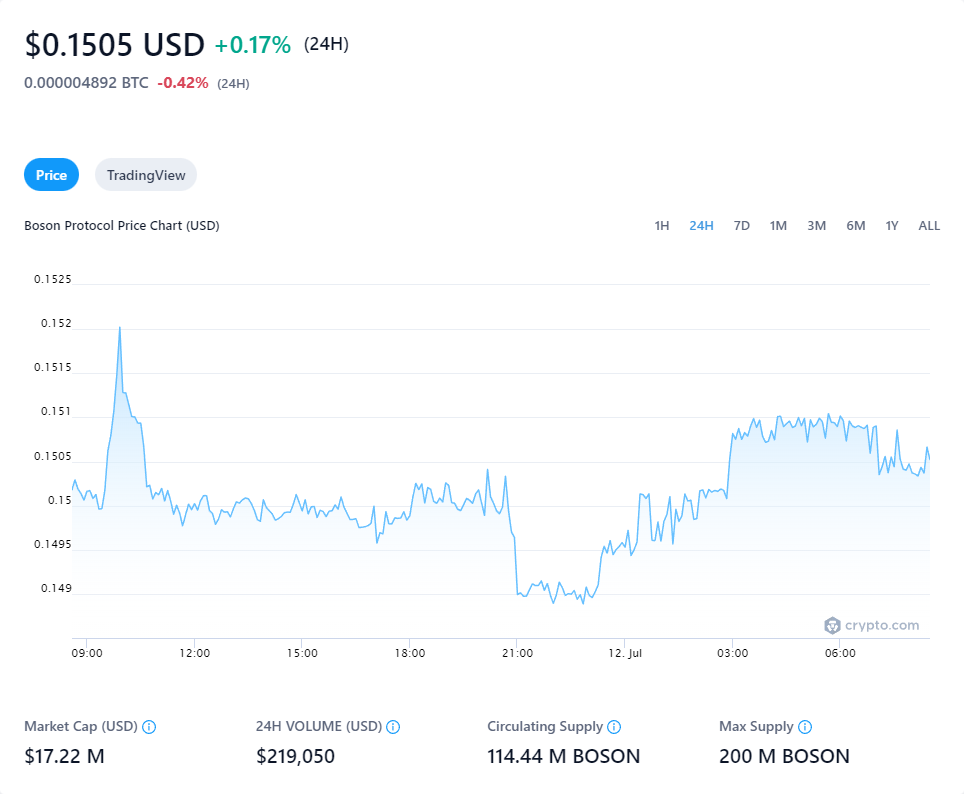 $0.1505 USD +0.17% (24H)
0.000004892 BTC -0.42% (24H)
Price TradingView
Boson Protocol Price Chart (USD) 1H 24H 7D 1M 3M 6M 1Y ALL
0.1525
0.152
0.1515
0.151
0.1505
0.15
0.1495
0.149
crypto.com
09:00 12:00 15:00 18:00 21:00 12. Jul 03:00 06:00
Market Cap (USD) 24H VOLUME (USD) Circulating Supply Max Supply
$17.22 M $219,050 114.44 M BOSON 200 M BOSON